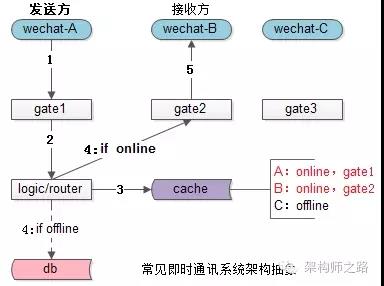 发送方
接收方
wechat-A
wechat-B
wechat-C
1
5
gate1
gate2
gate3
2
4:if online
logic/router
3
cache
A: online, gate1
B: online, gate2
C: offline
4:if offline
db
常见即时通讯系统架构抽象
架构师之路